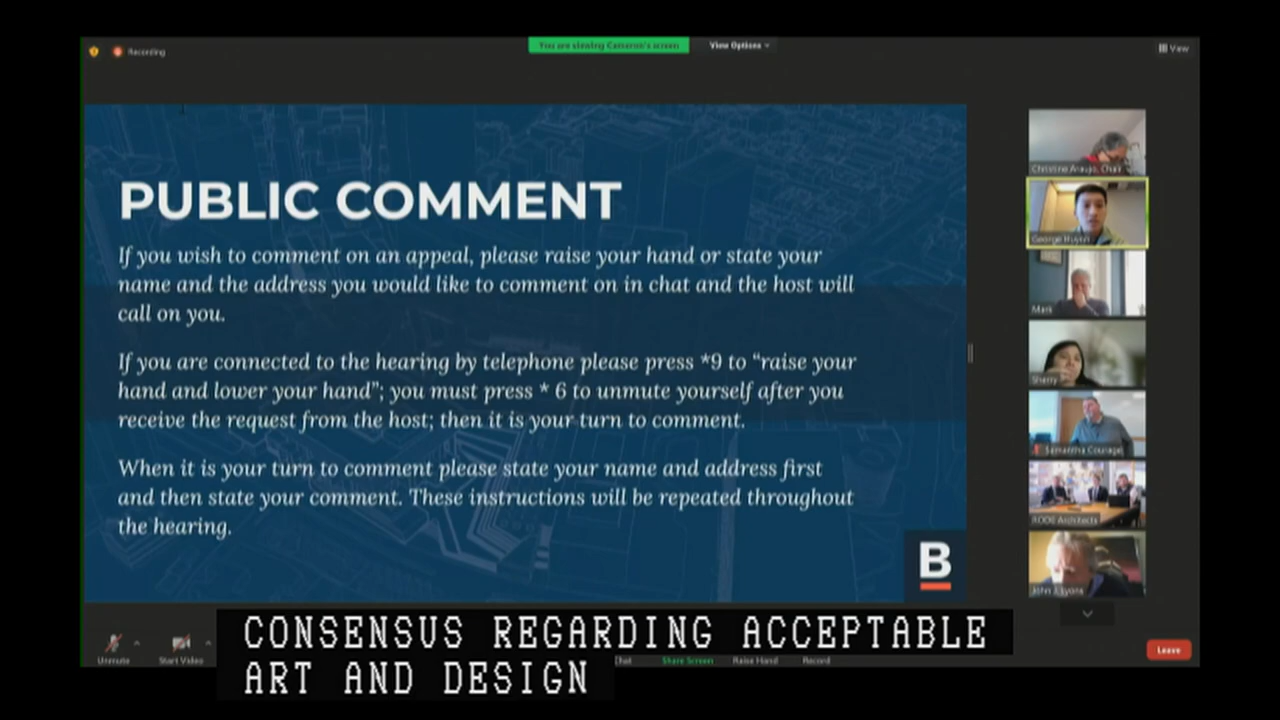 Recording
You are viewing Cameron's screen
View Options
View
PUBLIC COMMENT
If you wish to comment on an appeal, please raise your hand or state your
name and the address you would like to comment on in chat and the host will
call on you.
If you are connected to the hearing by telephone please press *9 to “raise your
hand and lower your hand”; you must press * 6 to unmute yourself after you
receive the request from the host; then it is your turn to comment.
When it is your turn to comment please state your name and address first
and then state your comment. These instructions will be repeated throughout
the hearing.
B
Christine Araujo, Chair
George Huynh
Mark
Sherry
Samantha Courage
RODE Architects
John J Lyons
Unmute
Start Video
Chat
Share Screen
Raise Hand
Record
Leave
CONSENSUS REGARDING ACCEPTABLE
ART AND DESIGN